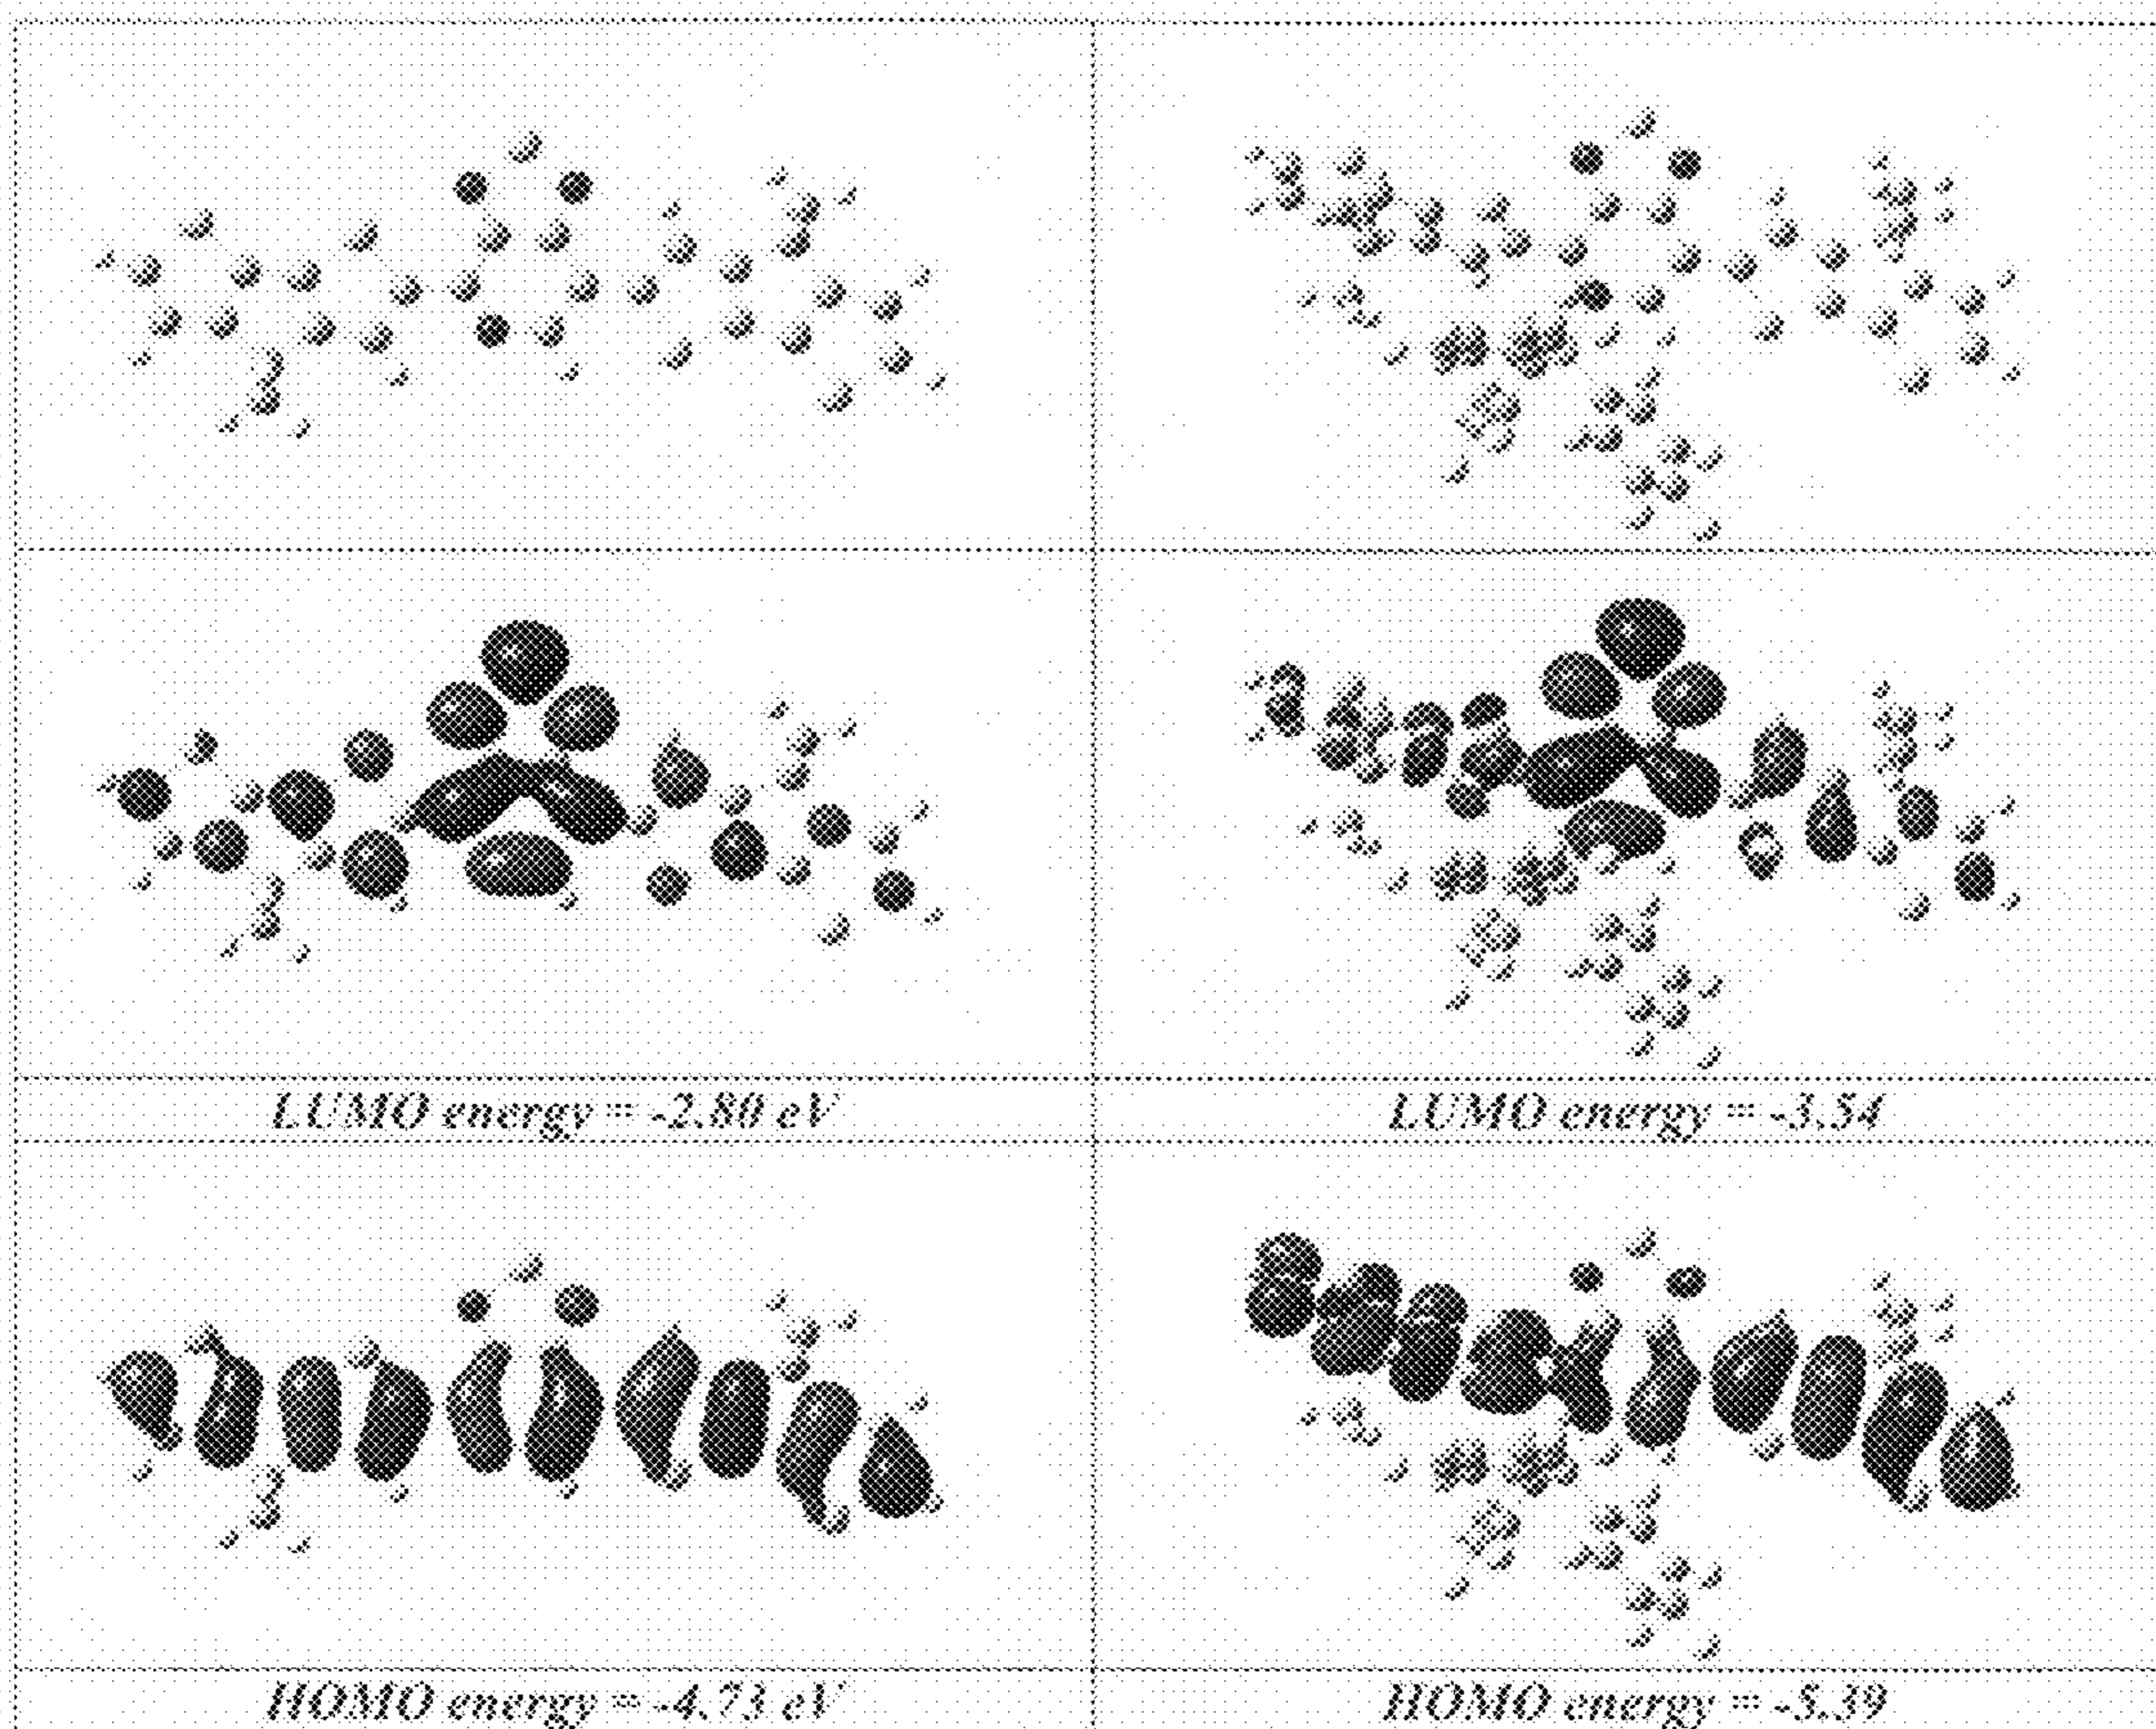 LUMO energy = -2.80 eV
LUMO energy = -3.54
HOMO energy = -4.73 eV
HOMO energy = -5.39